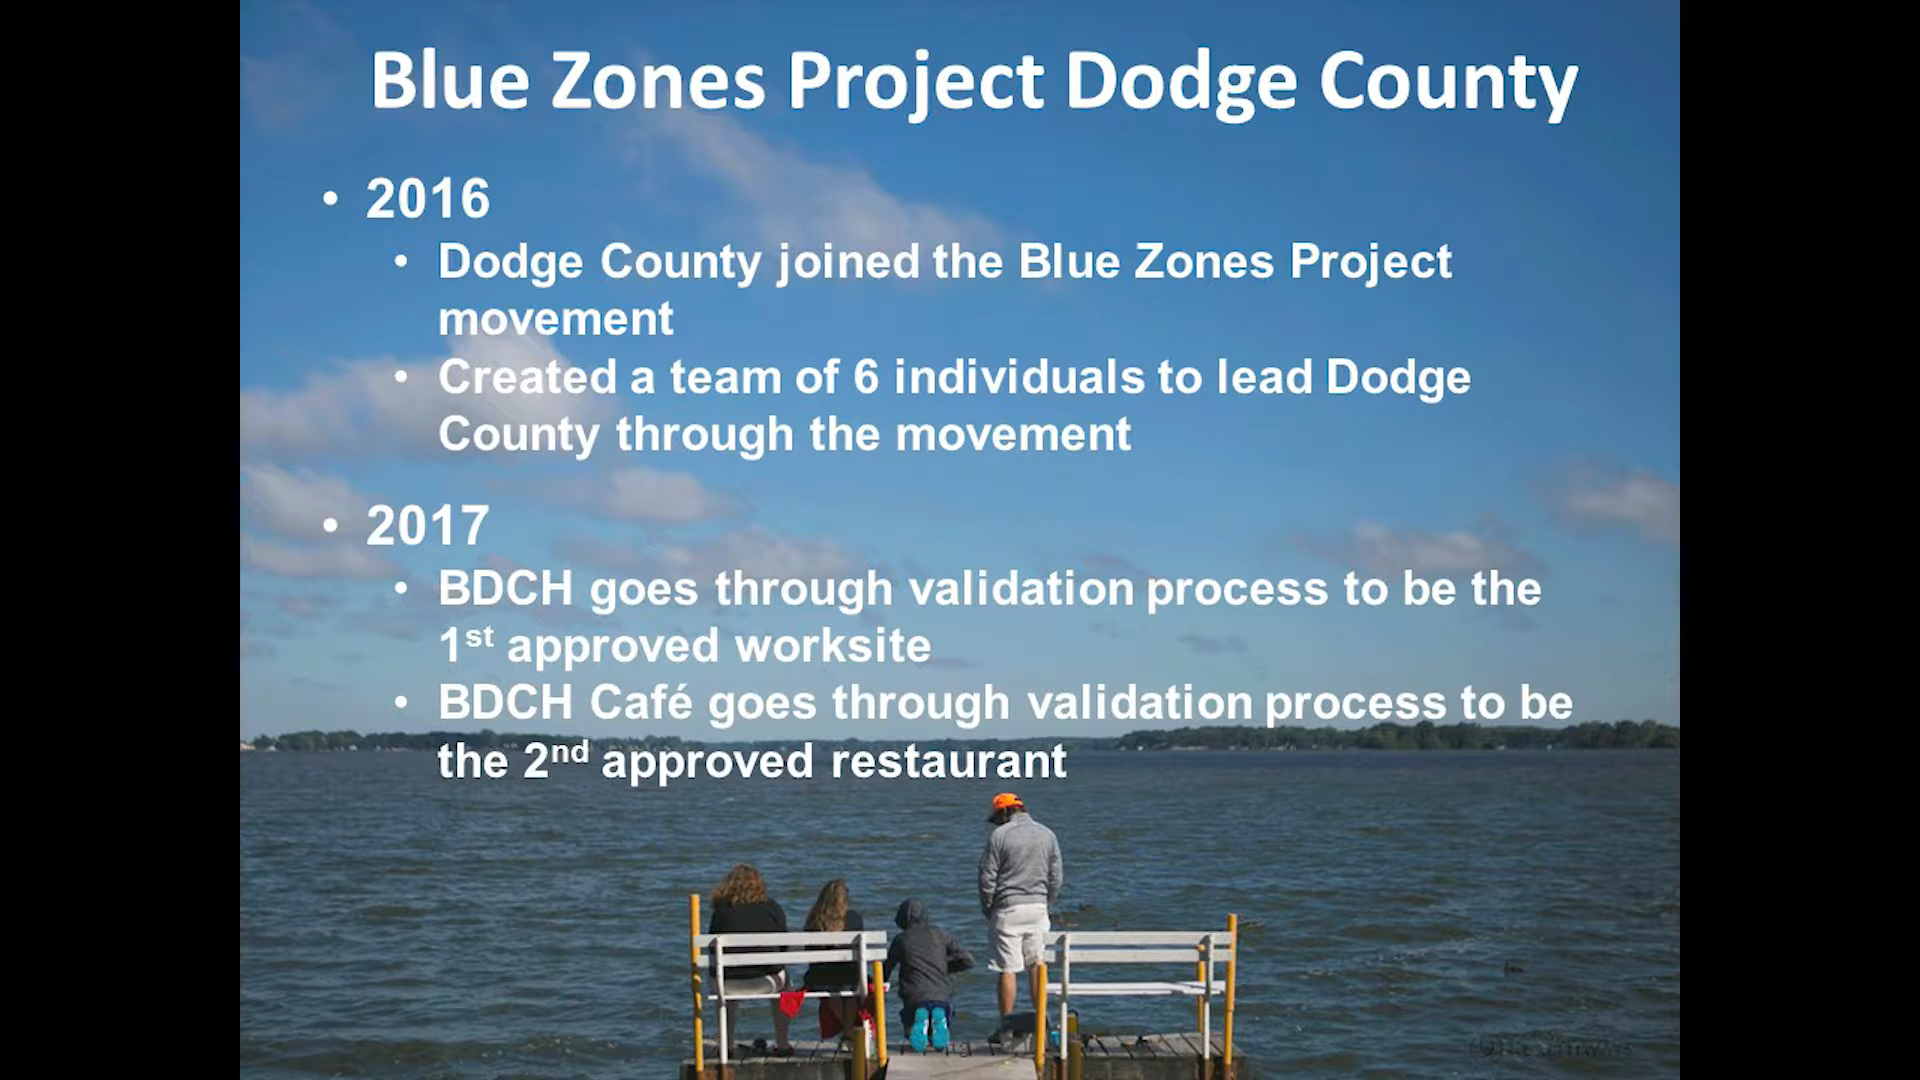 Blue Zones Project Dodge County
• 2016
• Dodge County joined the Blue Zones Project
movement
• Created a team of 6 individuals to lead Dodge
County through the movement
• 2017
• BDCH goes through validation process to be the
1st approved worksite
• BDCH Café goes through validation process to be
the 2nd approved restaurant